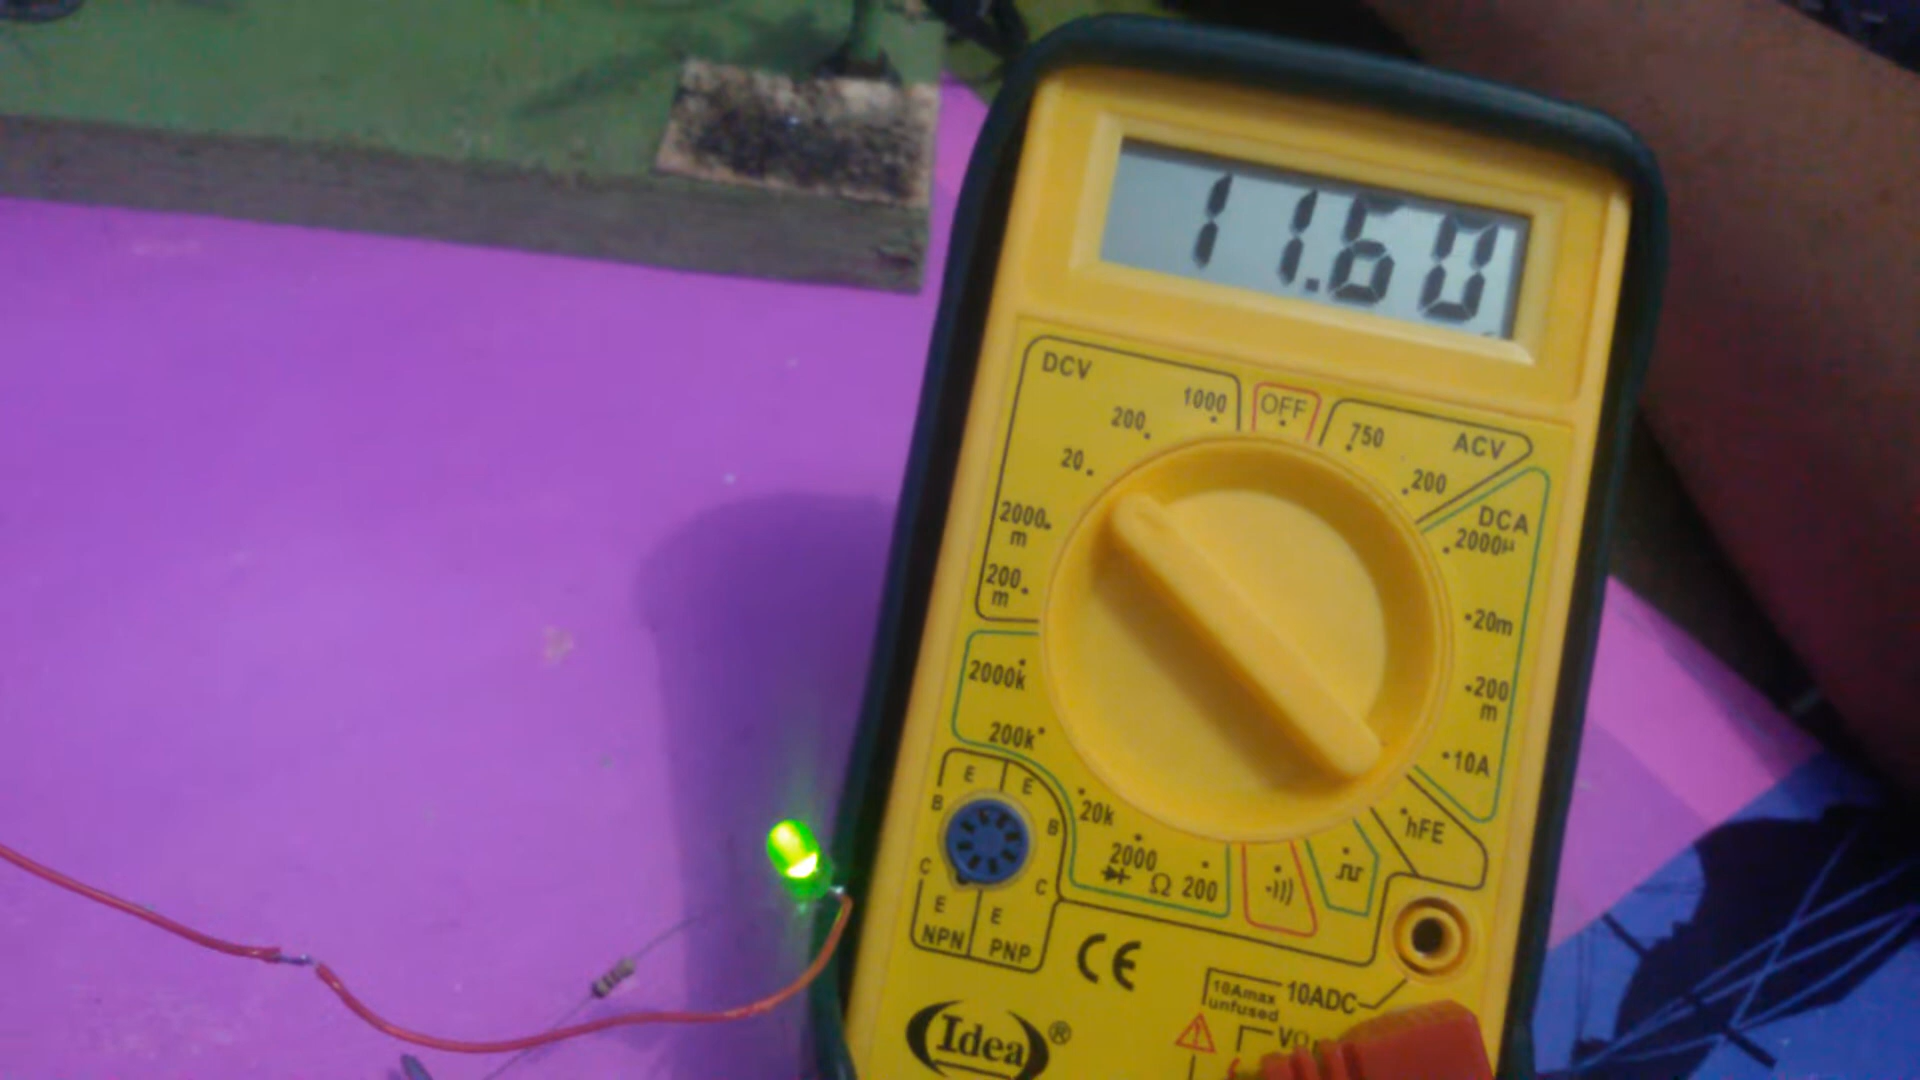 11.60
DCV
1000
OFF
750
ACV
200
20
200
2000
m
DCA
2000µ
200
m
20m
2000k
200
m
200k
10A
E
E
B
B
20k
hFE
2000
Ω
200
C
C
E
E
NPN
PNP
CE
10Amax
unfused
10ADC
Idea®
VΩ